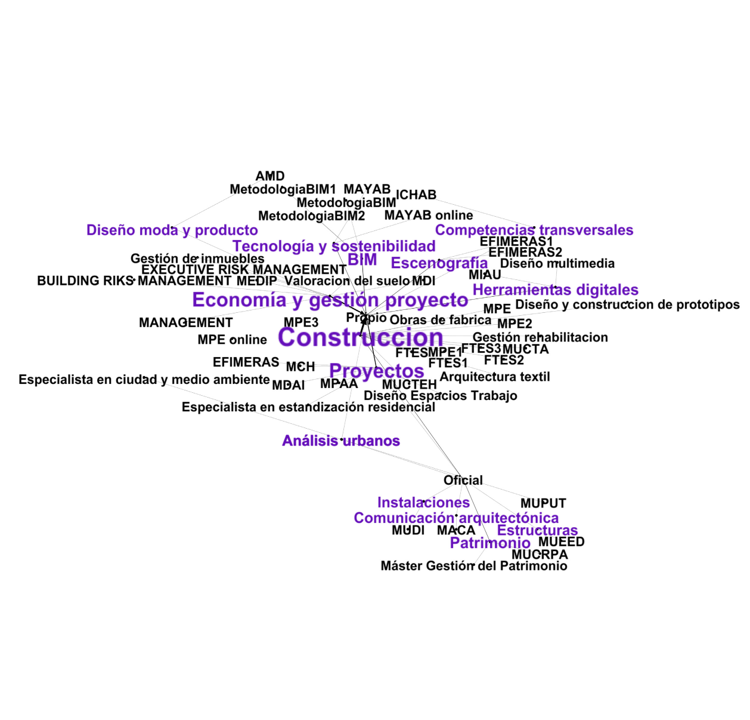 AMD
MetodologiaBIM1
MAYAB
ICHAB
MetodologiaBIM
MetodologiaBIM2
MAYAB online
Diseño moda y producto
Competencias transversales
Tecnología y sostenibilidad
EFIMERAS1
EFIMERAS2
Gestión de inmuebles
BIM
Escenografía
Diseño multimedia
EXECUTIVE RISK MANAGEMENT
MIAU
BUILDING RIKS MANAGEMENT
MEDIP
Valoracion del suelo
MDI
Herramientas digitales
Economía y gestión proyecto
Diseño y construccion de prototipos
MPE
Propio
Obras de fabrica
MANAGEMENT
MPE3
MPE2
Construccion
Gestión rehabilitacion
MPE online
FTES
MPE1
FTES3
MUCTA
FTES2
EFIMERAS
MCH
FTES1
Proyectos
Arquitectura textil
Especialista en ciudad y medio ambiente
MDAI
MPAA
MUCTEH
Diseño Espacios Trabajo
Especialista en estandización residencial
Análisis urbanos
Oficial
Instalaciones
MUPUT
Comunicación arquitectónica
MUDI
MACA
Estructuras
Patrimonio
MUEED
MUCRPA
Máster Gestión del Patrimonio